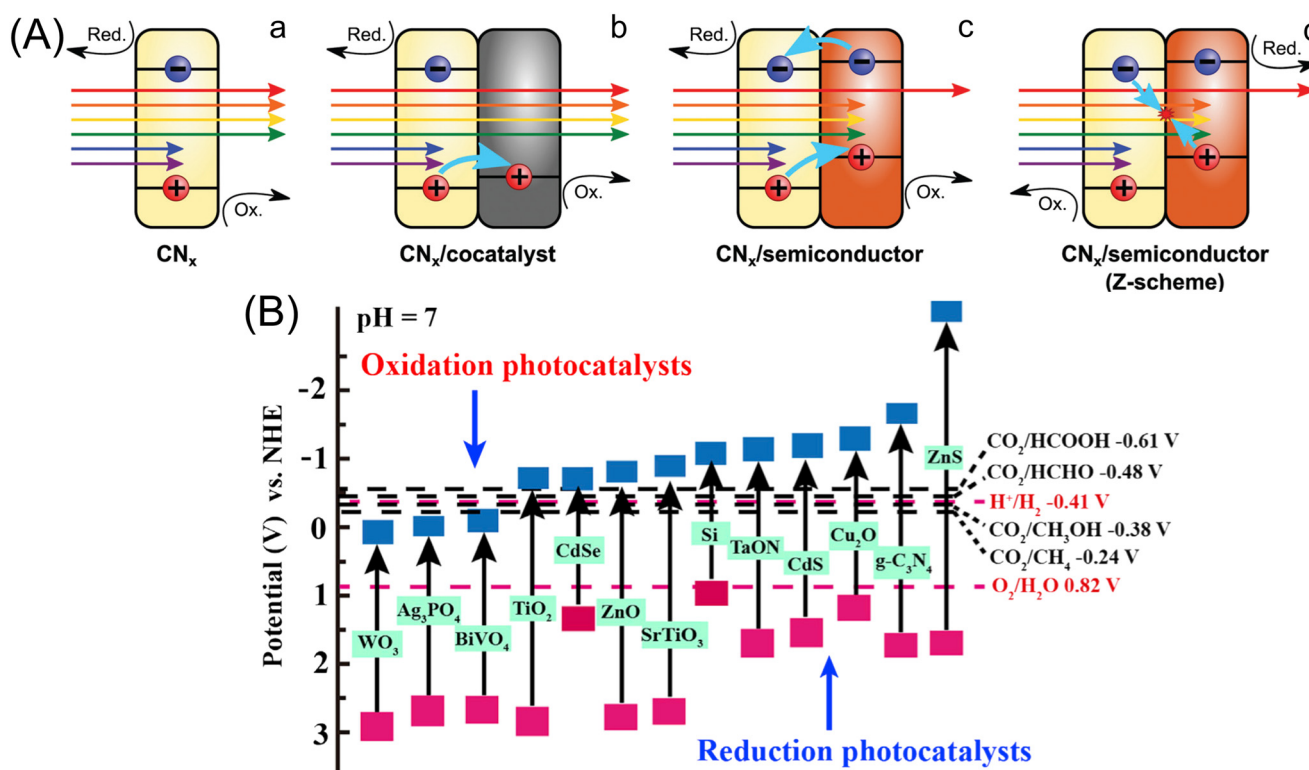 (A)
a
Red.
−
+
Ox.
CNₓ
b
Red.
−
+
+
Ox.
CNₓ/cocatalyst
c
Red.
−
−
+
+
Ox.
CNₓ/semiconductor
Red.
−
−
+
+
Ox.
CNₓ/semiconductor
(Z-scheme)
(B)
pH = 7
Oxidation photocatalysts
Potential (V) vs. NHE
-2
-1
0
1
2
3
WO₃
Ag₃PO₄
BiVO₄
TiO₂
CdSe
ZnO
SrTiO₃
Si
TaON
CdS
Cu₂O
g-C₃N₄
ZnS
CO₂/HCOOH -0.61 V
CO₂/HCHO -0.48 V
H⁺/H₂ -0.41 V
CO₂/CH₃OH -0.38 V
CO₂/CH₄ -0.24 V
O₂/H₂O 0.82 V
Reduction photocatalysts